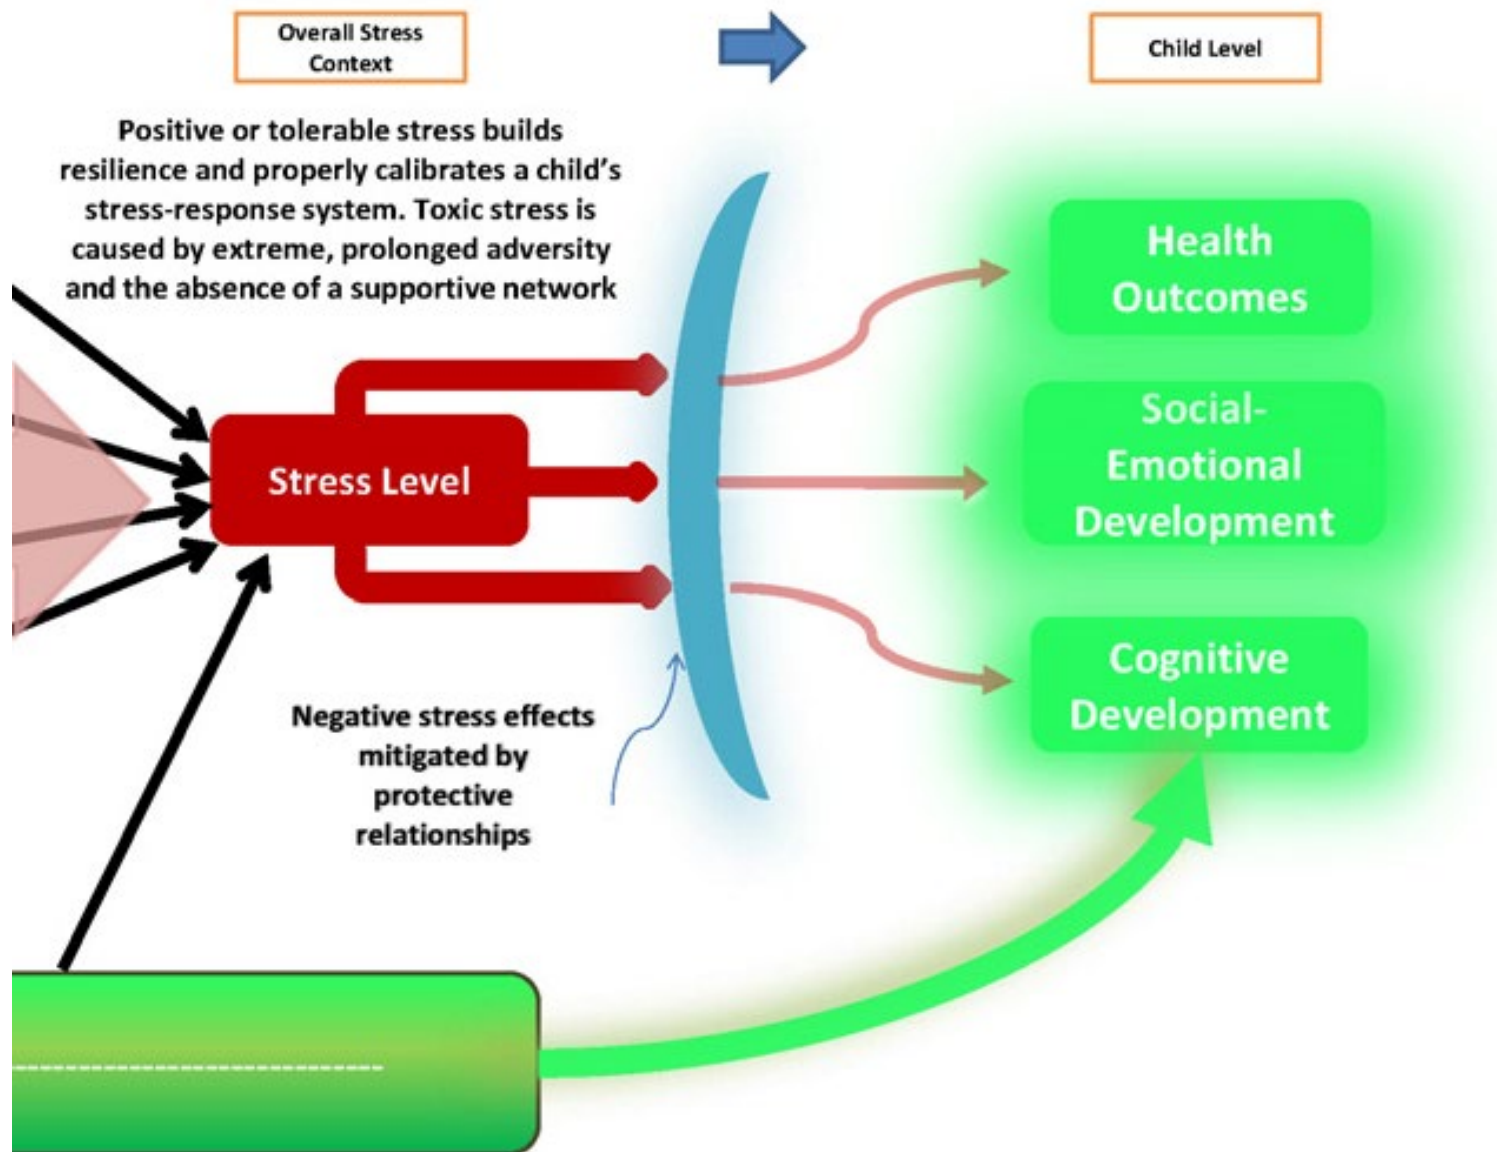 Overall Stress
Context
Child Level
Positive or tolerable stress builds
resilience and properly calibrates a child’s
stress-response system. Toxic stress is
caused by extreme, prolonged adversity
and the absence of a supportive network
Health
Outcomes
Stress Level
Social-
Emotional
Development
Cognitive
Development
Negative stress effects
mitigated by
protective
relationships